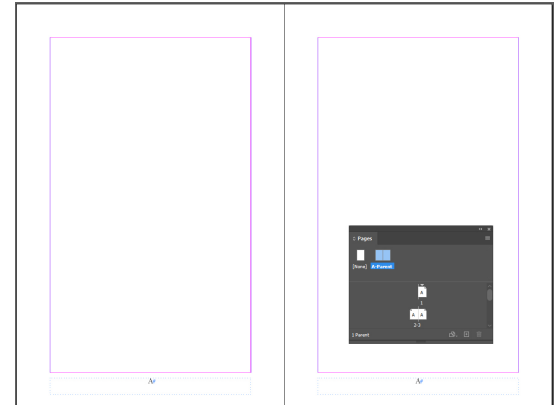 Pages
[None] A-Parent
A
1
A A
2-3
1 Parent
A# A#